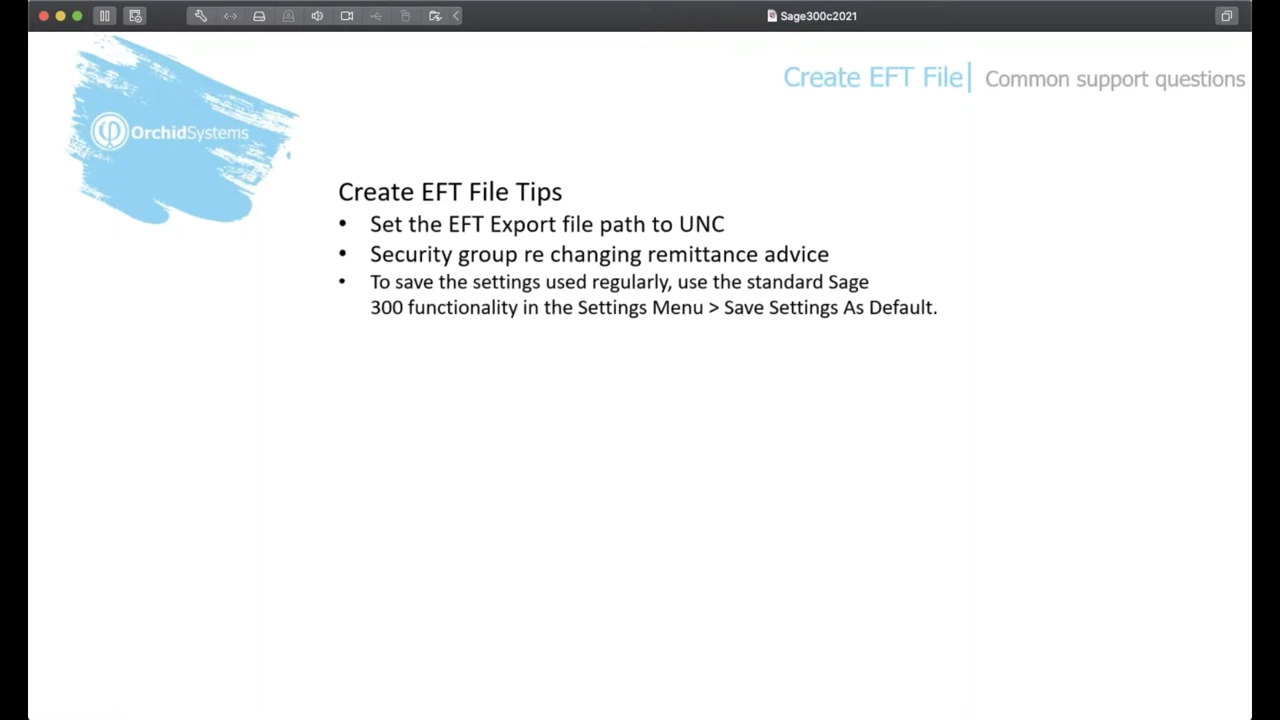 Sage300c2021
Create EFT File| Common support questions
OrchidSystems
Create EFT File Tips
• Set the EFT Export file path to UNC
• Security group re changing remittance advice
• To save the settings used regularly, use the standard Sage
300 functionality in the Settings Menu > Save Settings As Default.